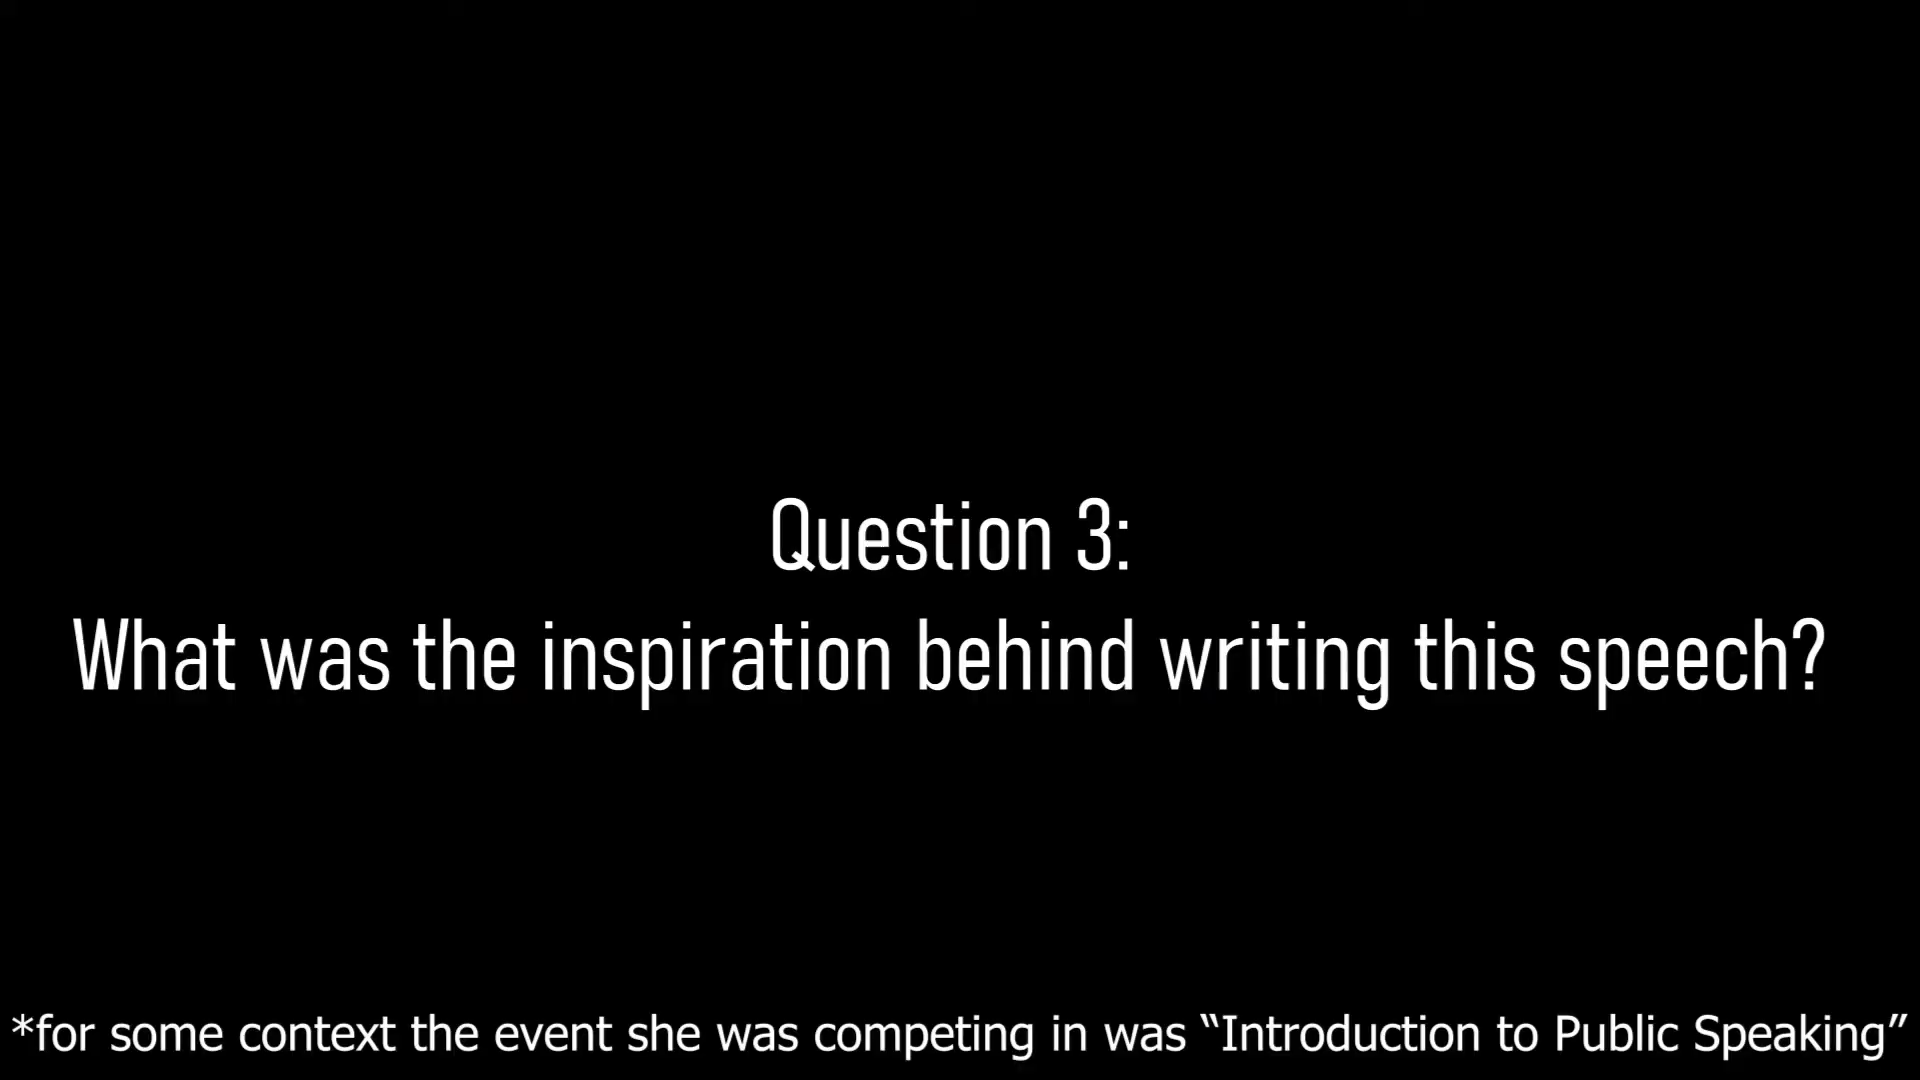 Question 3:
What was the inspiration behind writing this speech?
*for some context the event she was competing in was “Introduction to Public Speaking”